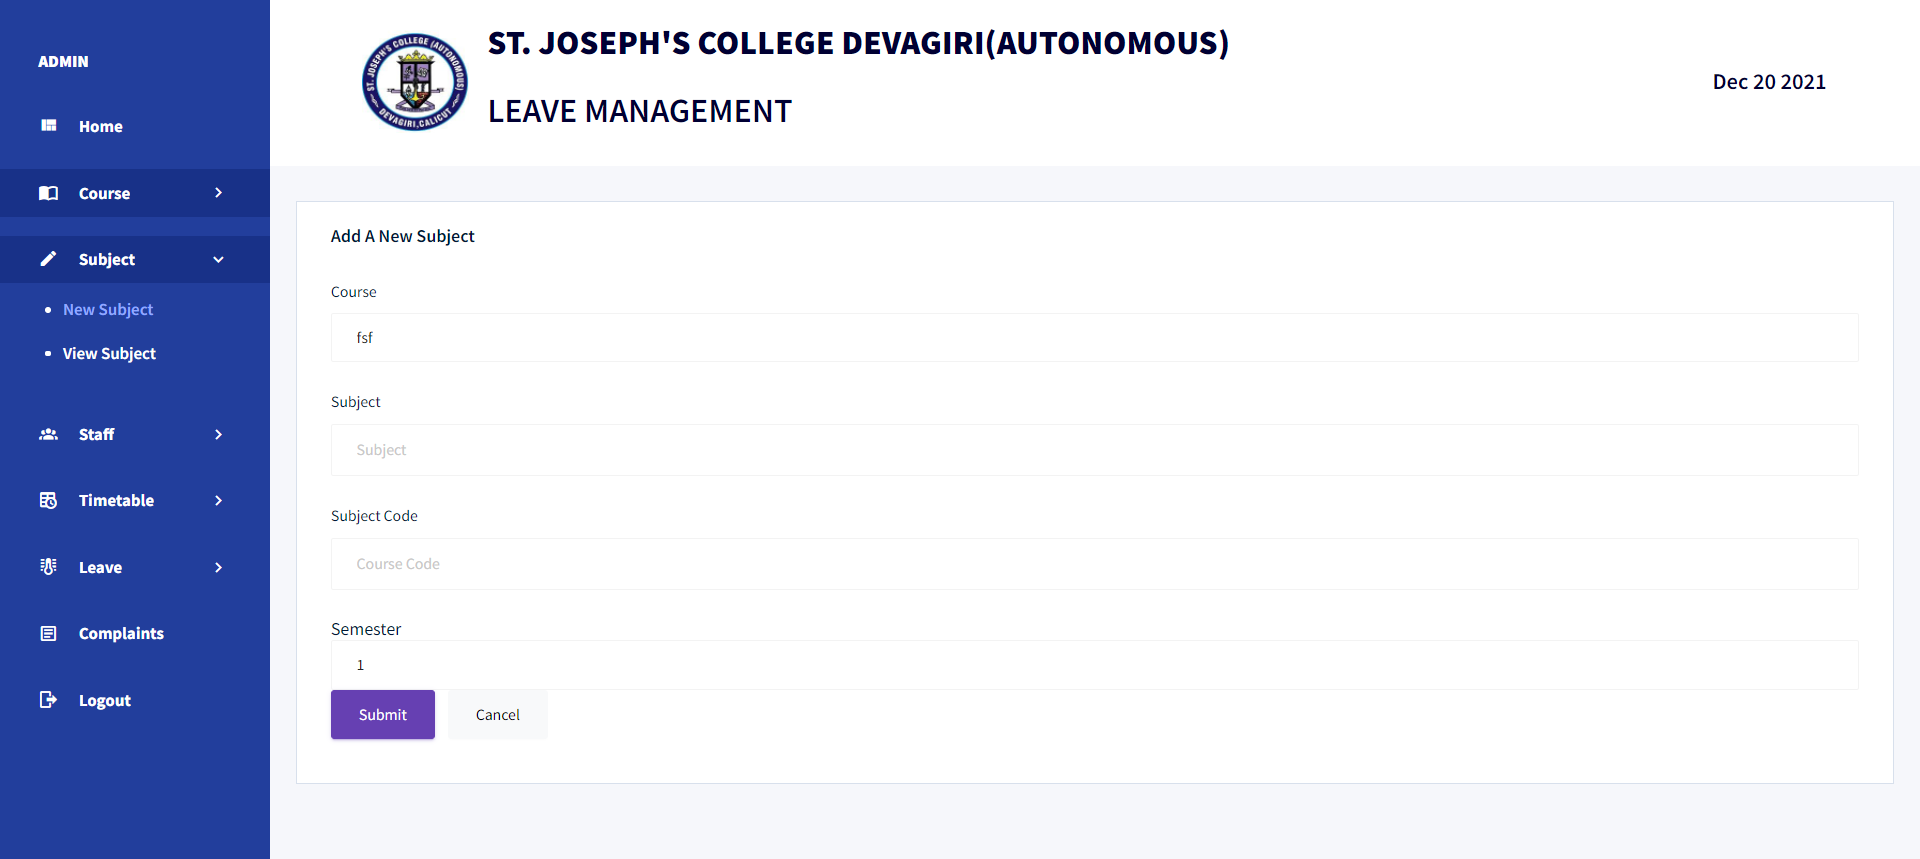 ADMIN
Home
Course
Subject
New Subject
View Subject
Staff
Timetable
Leave
Complaints
Logout
ST. JOSEPH'S COLLEGE (AUTONOMOUS)
DEVAGIRI, CALICUT
ST. JOSEPH'S COLLEGE DEVAGIRI(AUTONOMOUS)
LEAVE MANAGEMENT
Dec 20 2021
Add A New Subject
Course
fsf
Subject
Subject
Subject Code
Course Code
Semester
1
Submit
Cancel